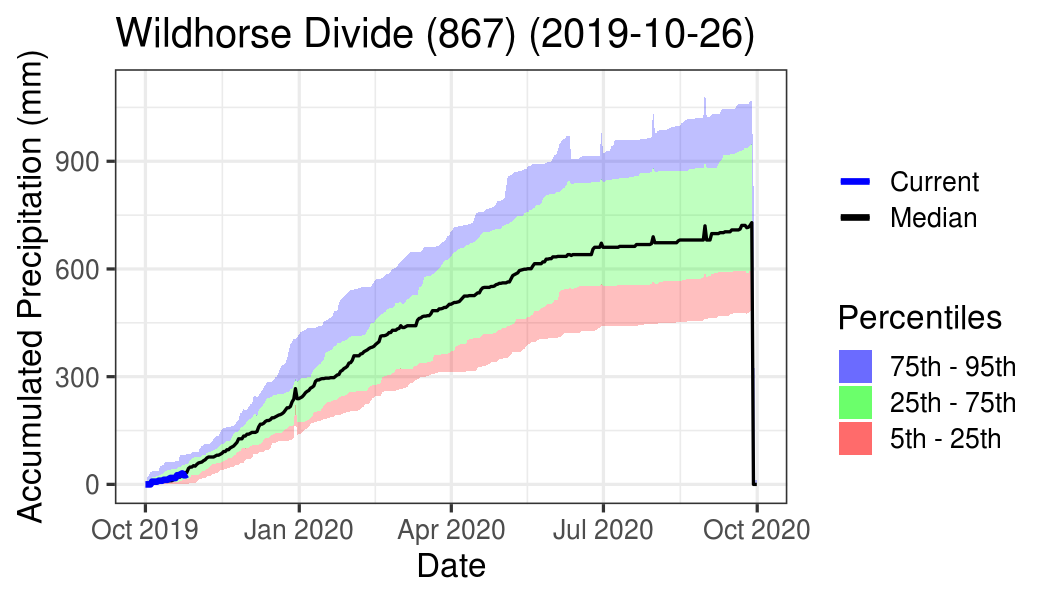 Wildhorse Divide (867) (2019-10-26)
Accumulated Precipitation (mm)
900
600
300
0
Oct 2019
Jan 2020
Apr 2020
Jul 2020
Oct 2020
Date
Current
Median
Percentiles
75th - 95th
25th - 75th
5th - 25th